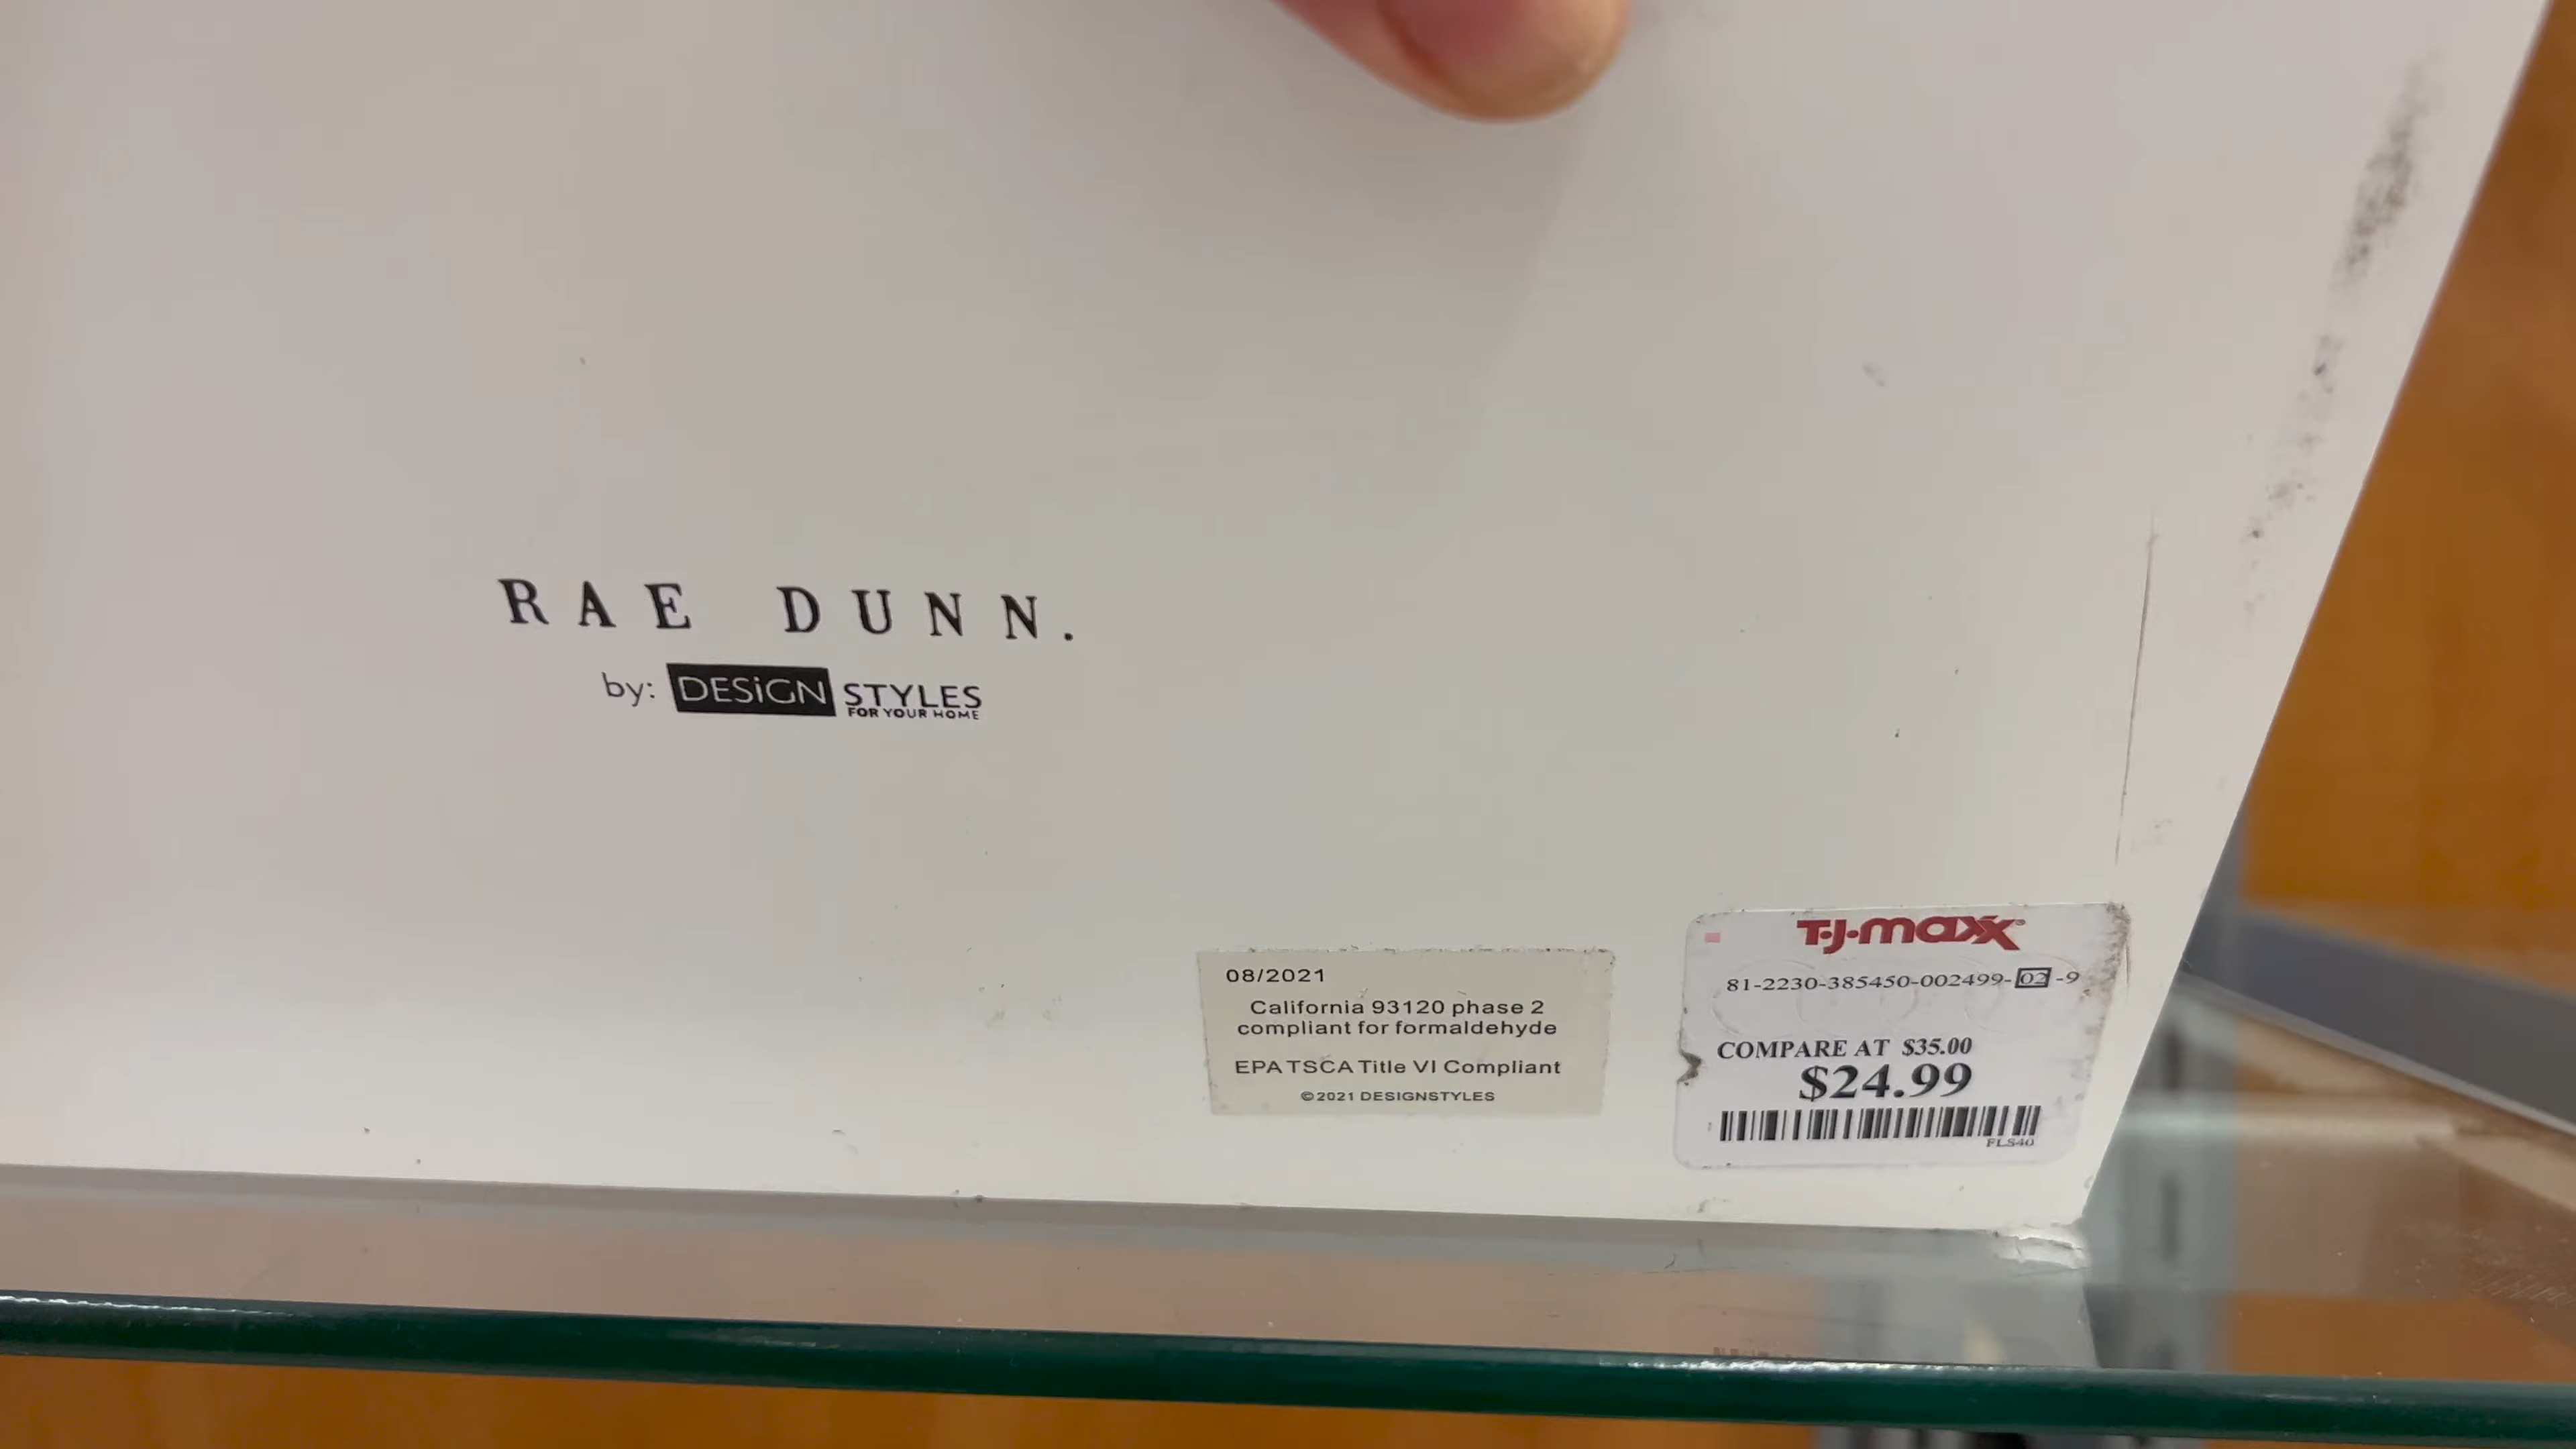 RAE DUNN.
by: DESiGN STYLES
FOR YOUR HOME
08/2021
California 93120 phase 2
compliant for formaldehyde
EPA TSCA Title VI Compliant
©2021 DESIGNSTYLES
T·J·maxx®
81-2230-385450-002499-02-9
COMPARE AT $35.00
$24.99
FLS40